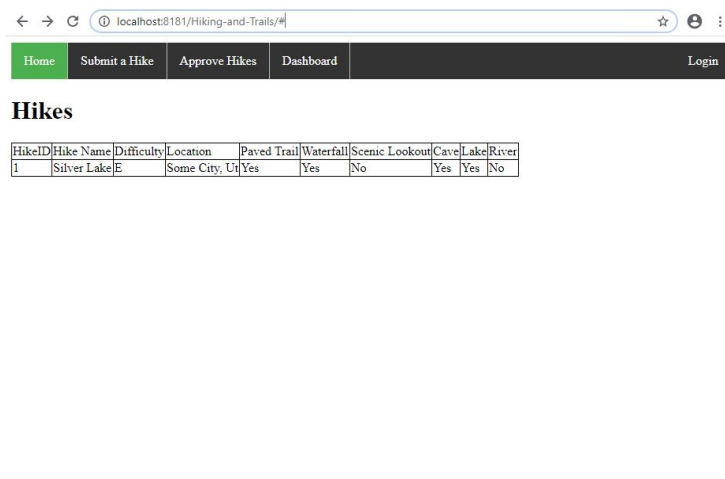 localhost:8181/Hiking-and-Trails/#
Home Submit a Hike Approve Hikes Dashboard Login
Hikes
HikeID Hike Name Difficulty Location Paved Trail Waterfall Scenic Lookout Cave Lake River
1 Silver Lake E Some City, Ut Yes Yes No Yes Yes No